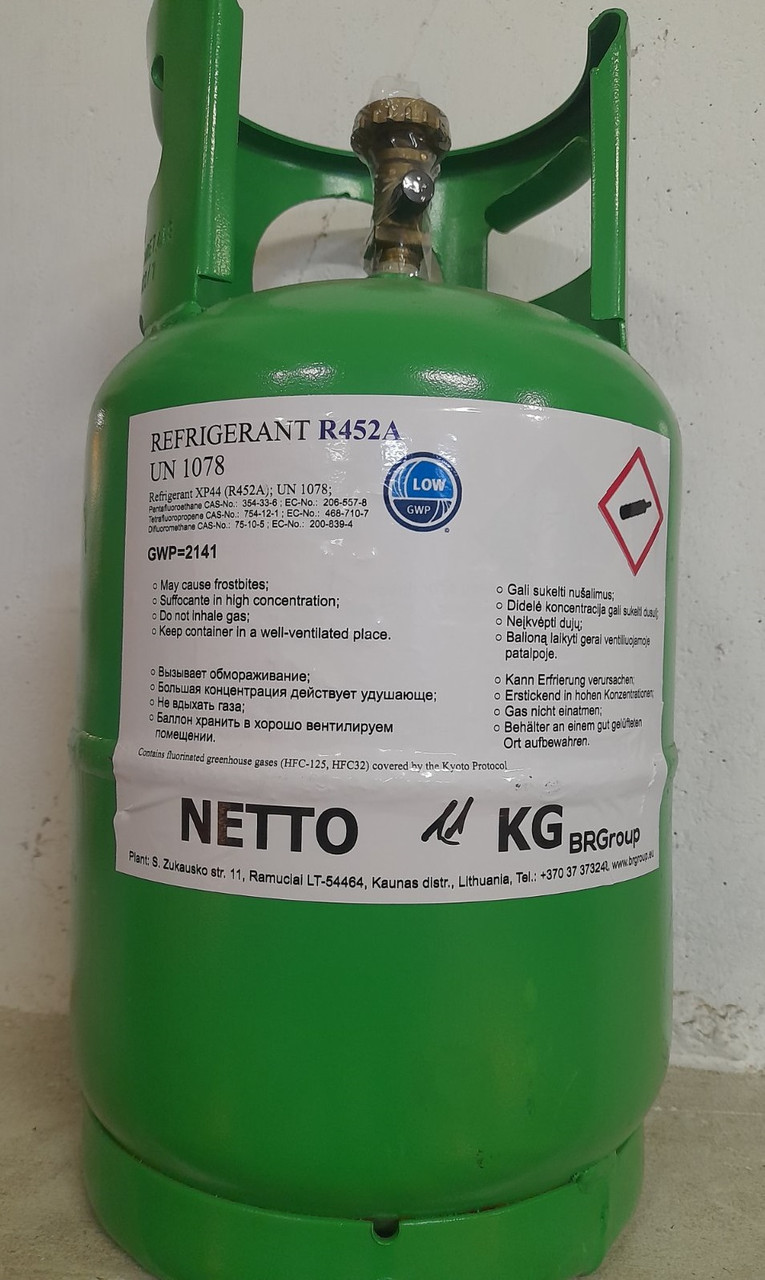 REFRIGERANT R452A
UN 1078
Refrigerant XP44 (R452A); UN 1078;
Pentafluoroethane CAS-No.: 354-33-6 ; EC-No.: 206-557-8
Tetrafluoropropene CAS-No.: 754-12-1 ; EC-No.: 468-710-7
Difluoromethane CAS-No.: 75-10-5 ; EC-No.: 200-839-4
LOW
GWP
GWP=2141
○ May cause frostbites;
○ Suffocante in high concentration;
○ Do not inhale gas;
○ Keep container in a well-ventilated place.
○ Gali sukelti nušalimus;
○ Didelė koncentracija gali sukelti dusulį;
○ Neįkvėpti dujų;
○ Balioną laikyti gerai ventiliuojamoje
patalpoje.
○ Вызывает обмораживание;
○ Большая концентрация действует удушающе;
○ Не вдыхать газа;
○ Баллон хранить в хорошо вентилируем
помещении.
○ Kann Erfrierung verursachen;
○ Erstickend in hohen Konzentrationen;
○ Gas nicht einatmen;
○ Behälter an einem gut gelüfteten
Ort aufbewahren.
Contains fluorinated greenhouse gases (HFC-125, HFC32) covered by the Kyoto Protocol
NETTO 11 KG BRGroup
Plant: S. Zukausko str. 11, Ramuciai LT-54464, Kaunas distr., Lithuania, Tel.: +370 37 373241, www.brgroup.eu